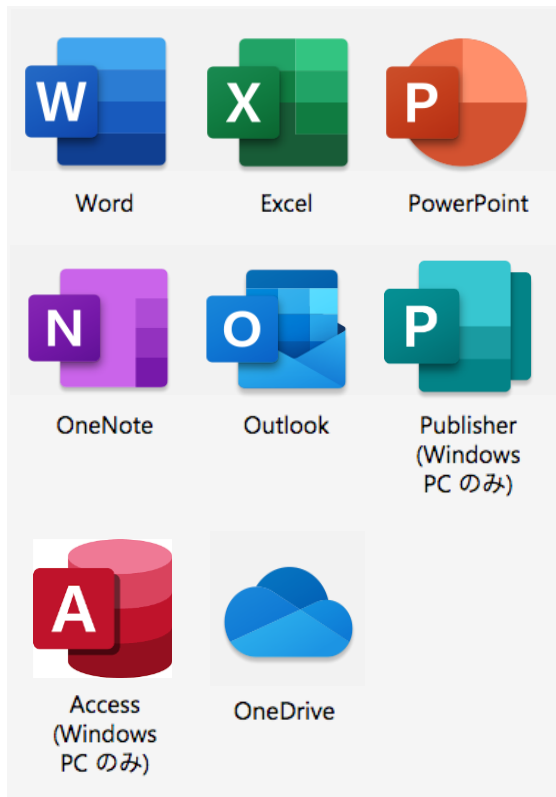 W
X
P
Word
Excel
PowerPoint
N
O
P
OneNote
Outlook
Publisher
(Windows
PC のみ)
A
Access
(Windows
PC のみ)
OneDrive